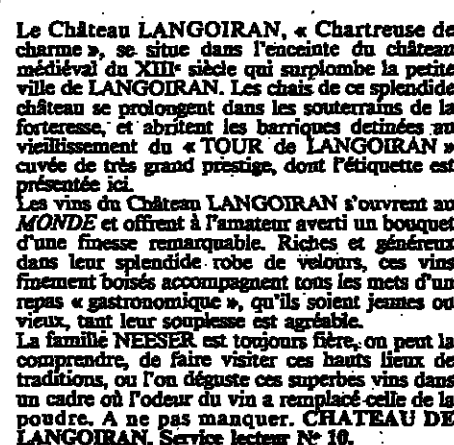 Le Château LANGOIRAN, « Chartreuse de
charme », se situe dans l'enceinte du château
médiéval du XIIIe siècle qui surplombe la petite
ville de LANGOIRAN. Les chais de ce splendide
château se prolongent dans les souterrains de la
forteresse, et abritent les barriques detinées au
vieillissement du « TOUR de LANGOIRAN »
cuvée de très grand prestige, dont l'étiquette est
présentée ici.
Les vins du Château LANGOIRAN s'ouvrent au
MONDE et offrent à l'amateur averti un bouquet
d'une finesse remarquable. Riches et généreux
dans leur splendide robe de velours, ces vins
finement boisés accompagnent tous les mets d'un
repas « gastronomique », qu'ils soient jeunes ou
vieux, tant leur souplesse est agréable.
La famille NEESER est toujours fière, on peut la
comprendre, de faire visiter ces hauts lieux de
traditions, ou l'on déguste ces superbes vins dans
un cadre où l'odeur du vin a remplacé celle de la
poudre. A ne pas manquer. CHATEAU DE
LANGOIRAN. Service lecteur N° 10.